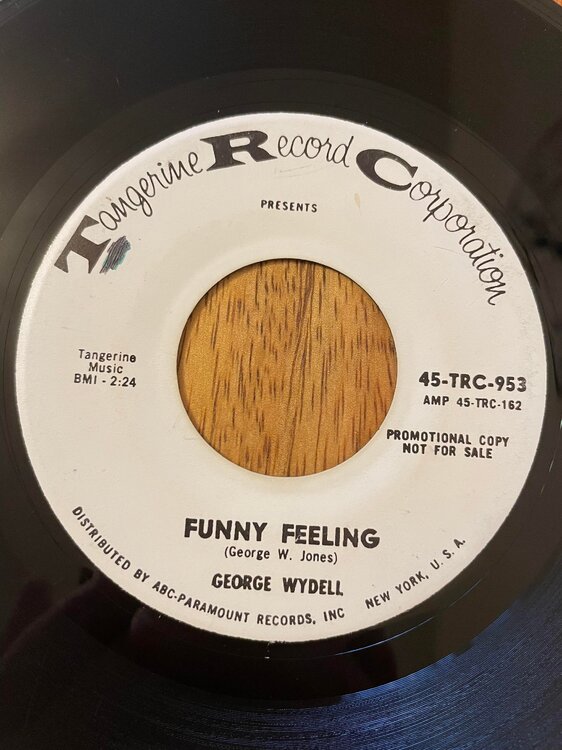 Tangerine Record Corporation
PRESENTS
Tangerine
Music
BMI - 2:24
45-TRC-953
AMP 45-TRC-162
PROMOTIONAL COPY
NOT FOR SALE
FUNNY FEELING
(George W. Jones)
GEORGE WYDELL
DISTRIBUTED BY ABC-PARAMOUNT RECORDS, INC NEW YORK, U.S.A.